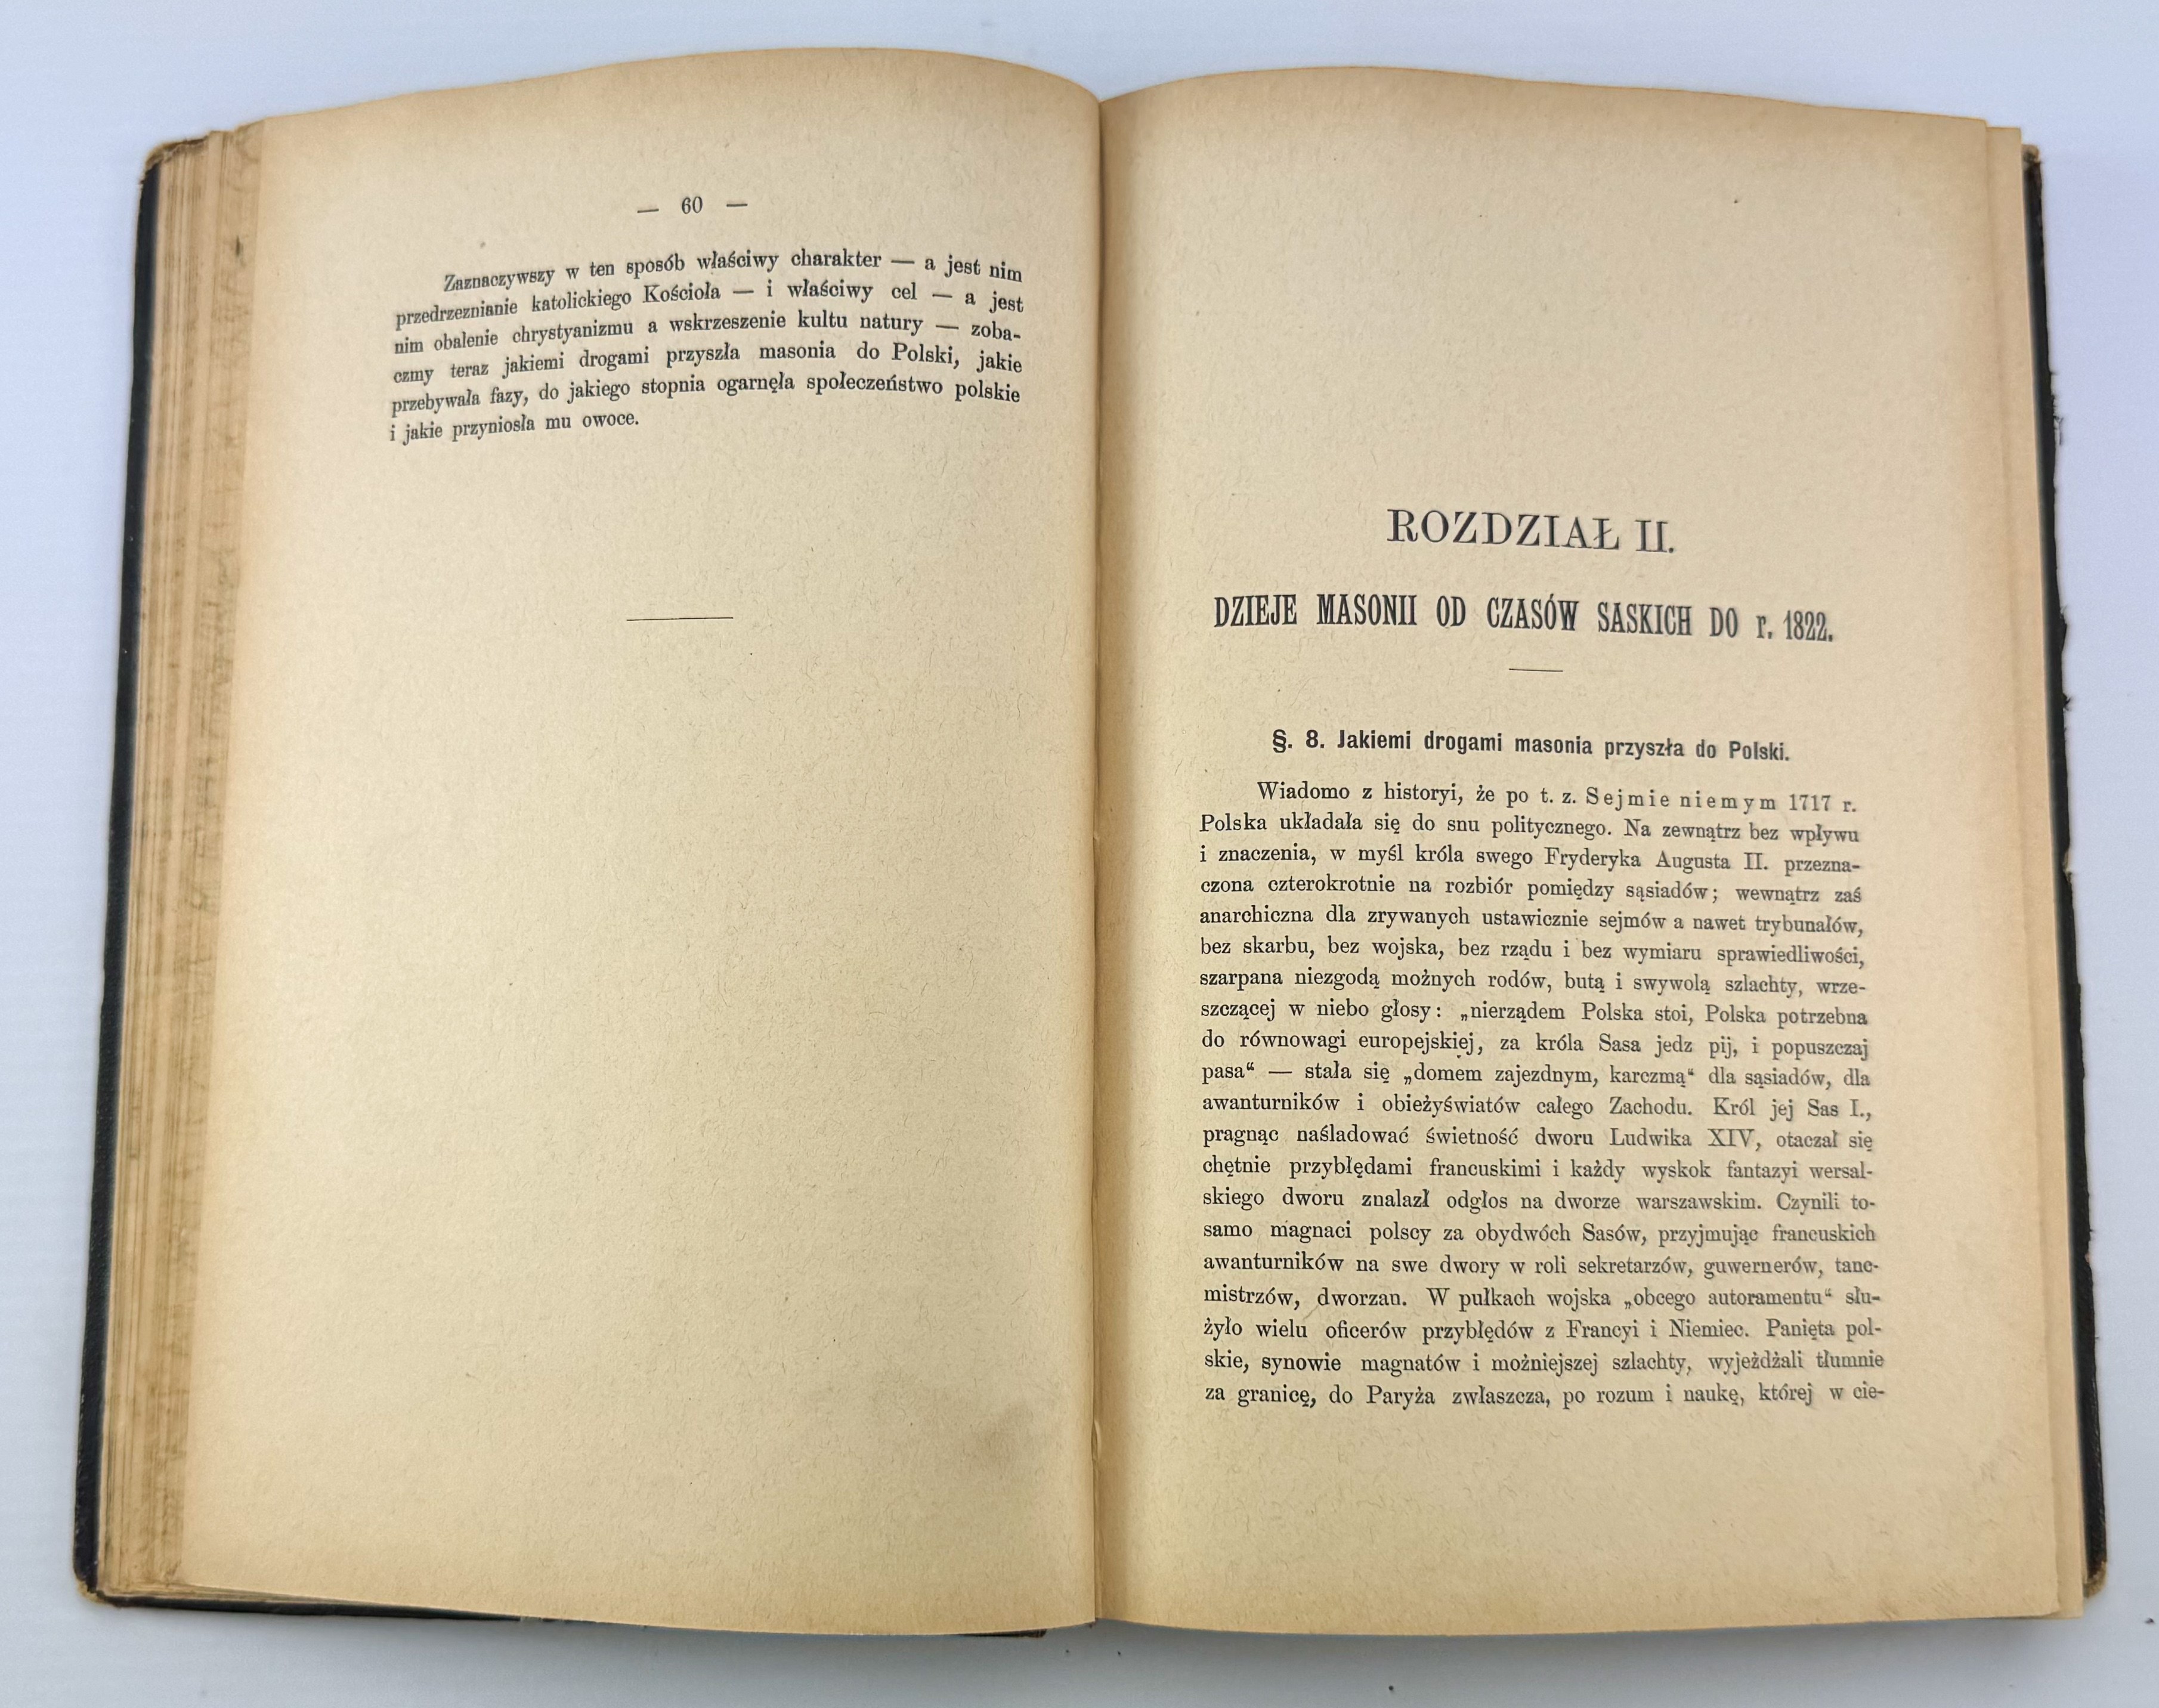 — 60 —
Zaznaczywszy w ten sposób właściwy charakter — a jest nim
przedrzeznianie katolickiego Kościoła — i właściwy cel — a jest
nim obalenie chrystyanizmu a wskrzeszenie kultu natury — zoba-
czmy teraz jakiemi drogami przyszła masonia do Polski, jakie
przebywała fazy, do jakiego stopnia ogarnęła społeczeństwo polskie
i jakie przyniosła mu owoce.
ROZDZIAŁ II.
DZIEJE MASONII OD CZASÓW SASKICH DO r. 1822.
§. 8. Jakiemi drogami masonia przyszła do Polski.
Wiadomo z historyi, że po t. z. Sejmie niemym 1717 r.
Polska układała się do snu politycznego. Na zewnątrz bez wpływu
i znaczenia, w myśl króla swego Fryderyka Augusta II. przezna-
czona czterokrotnie na rozbiór pomiędzy sąsiadów; wewnątrz zaś
anarchiczna dla zrywanych ustawicznie sejmów a nawet trybunałów,
bez skarbu, bez wojska, bez rządu i bez wymiaru sprawiedliwości,
szarpana niezgodą możnych rodów, butą i swywolą szlachty, wrze-
szczącej w niebo głosy: „nierządem Polska stoi, Polska potrzebna
do równowagi europejskiej, za króla Sasa jedz pij, i popuszczaj
pasa“ — stała się „domem zajezdnym, karczmą“ dla sąsiadów, dla
awanturników i obieżyświatów całego Zachodu. Król jej Sas I.,
pragnąc naśladować świetność dworu Ludwika XIV, otaczał się
chętnie przybłędami francuskimi i każdy wyskok fantazyi wersal-
skiego dworu znalazł odgłos na dworze warszawskim. Czynili to-
samo magnaci polscy za obydwóch Sasów, przyjmując francuskich
awanturników na swe dwory w roli sekretarzów, guwernerów, tanc-
mistrzów, dworzan. W pułkach wojska „obcego autoramentu“ słu-
żyło wielu oficerów przybłędów z Francyi i Niemiec. Panięta pol-
skie, synowie magnatów i możniejszej szlachty, wyjeżdżali tłumnie
za granicę, do Paryża zwłaszcza, po rozum i naukę, której w cie-